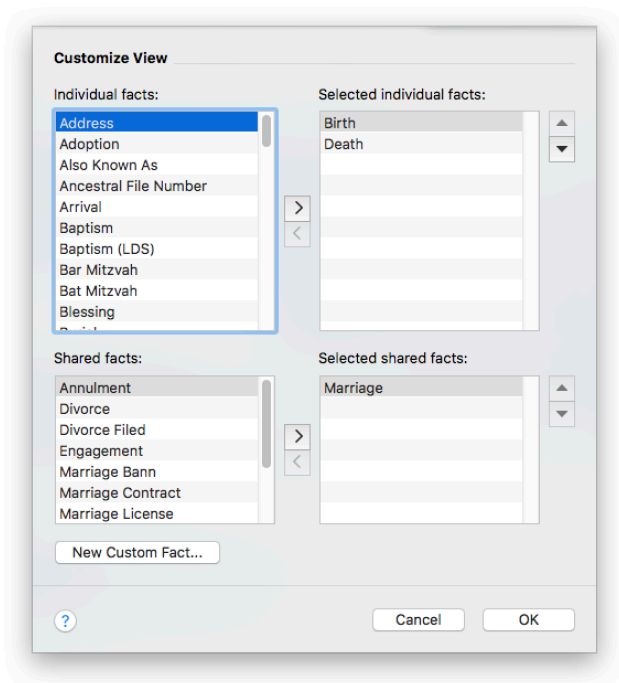 Customize View
Individual facts:
Address
Adoption
Also Known As
Ancestral File Number
Arrival
Baptism
Baptism (LDS)
Bar Mitzvah
Bat Mitzvah
Blessing
Selected individual facts:
Birth
Death
Shared facts:
Annulment
Divorce
Divorce Filed
Engagement
Marriage Bann
Marriage Contract
Marriage License
Selected shared facts:
Marriage
New Custom Fact...
?
Cancel
OK